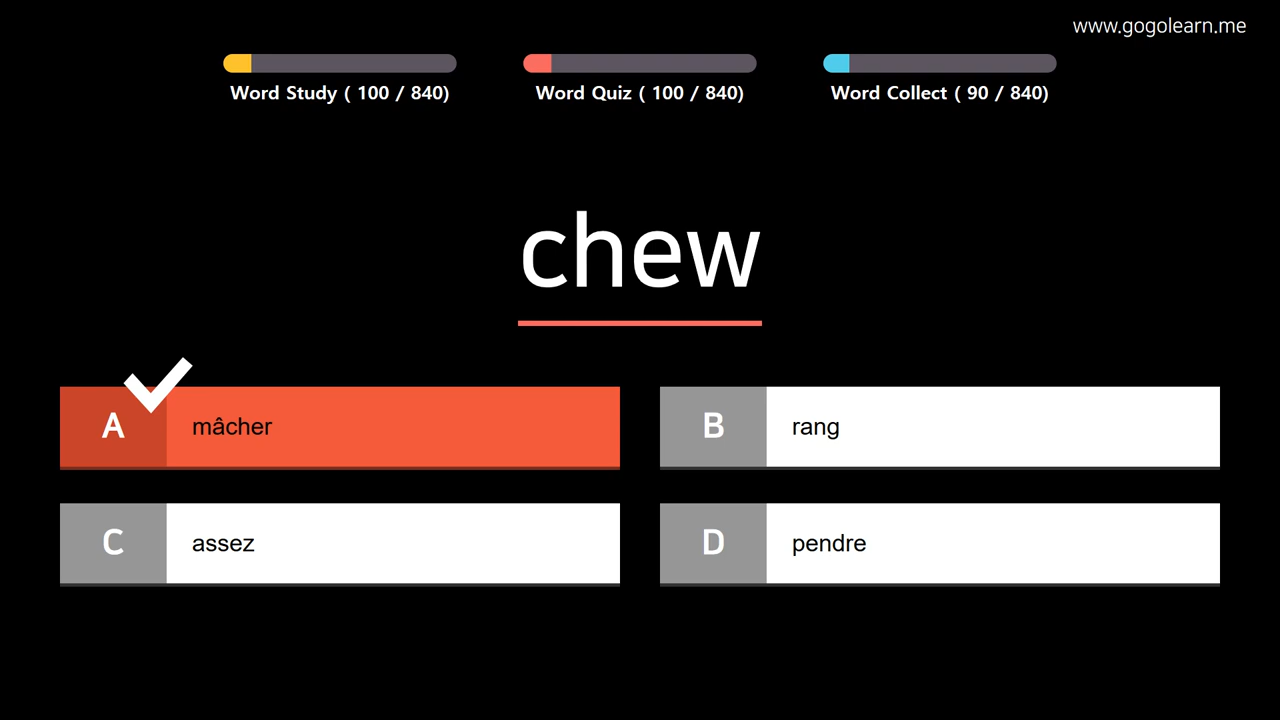 www.gogolearn.me
Word Study ( 100 / 840)
Word Quiz ( 100 / 840)
Word Collect ( 90 / 840)
chew
A
mâcher
B
rang
C
assez
D
pendre